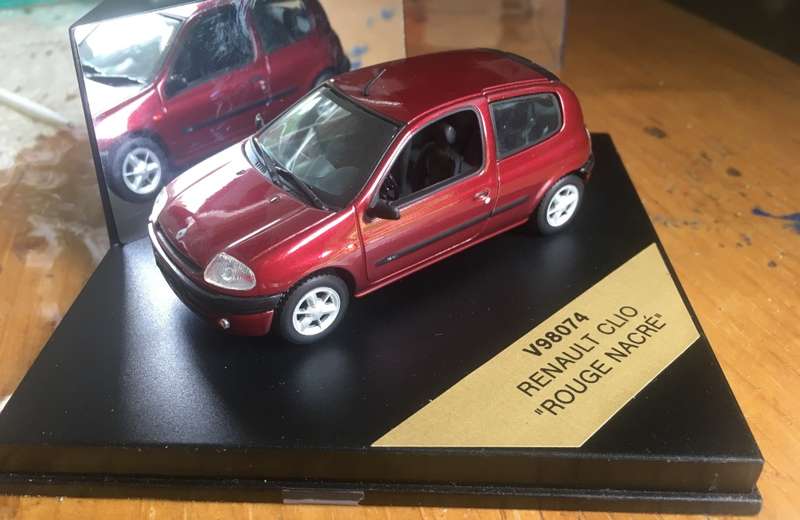 V98074
RENAULT CLIO
"ROUGE NACRÉ"